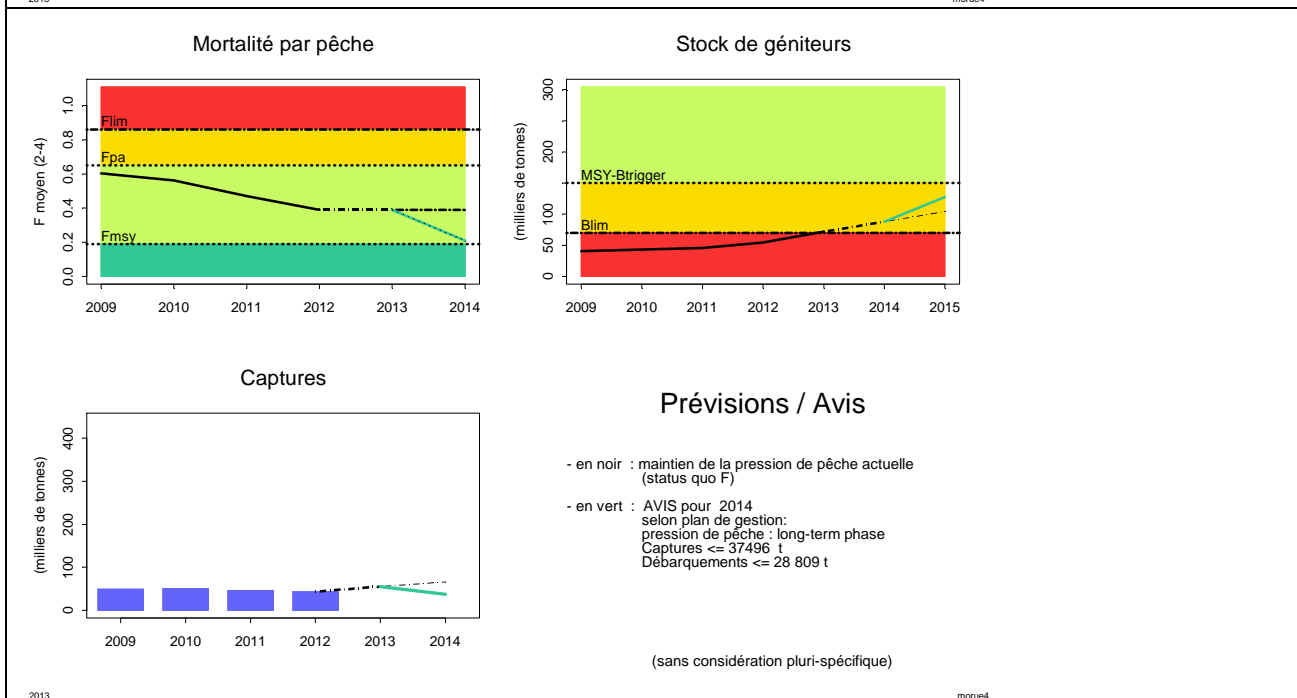 2013 morue4
Mortalité par pêche
F moyen (2-4)
0.0 0.2 0.4 0.6 0.8 1.0
Flim
Fpa
Fmsy
2009 2010 2011 2012 2013 2014
Stock de géniteurs
(milliers de tonnes)
0 50 100 200 300
MSY-Btrigger
Blim
2009 2010 2011 2012 2013 2014 2015
Captures
(milliers de tonnes)
0 100 200 300 400
2009 2010 2011 2012 2013 2014
Prévisions / Avis
- en noir : maintien de la pression de pêche actuelle
(status quo F)
- en vert : AVIS pour 2014
selon plan de gestion:
pression de pêche : long-term phase
Captures <= 37496 t
Débarquements <= 28 809 t
(sans considération pluri-spécifique)
2013 morue4